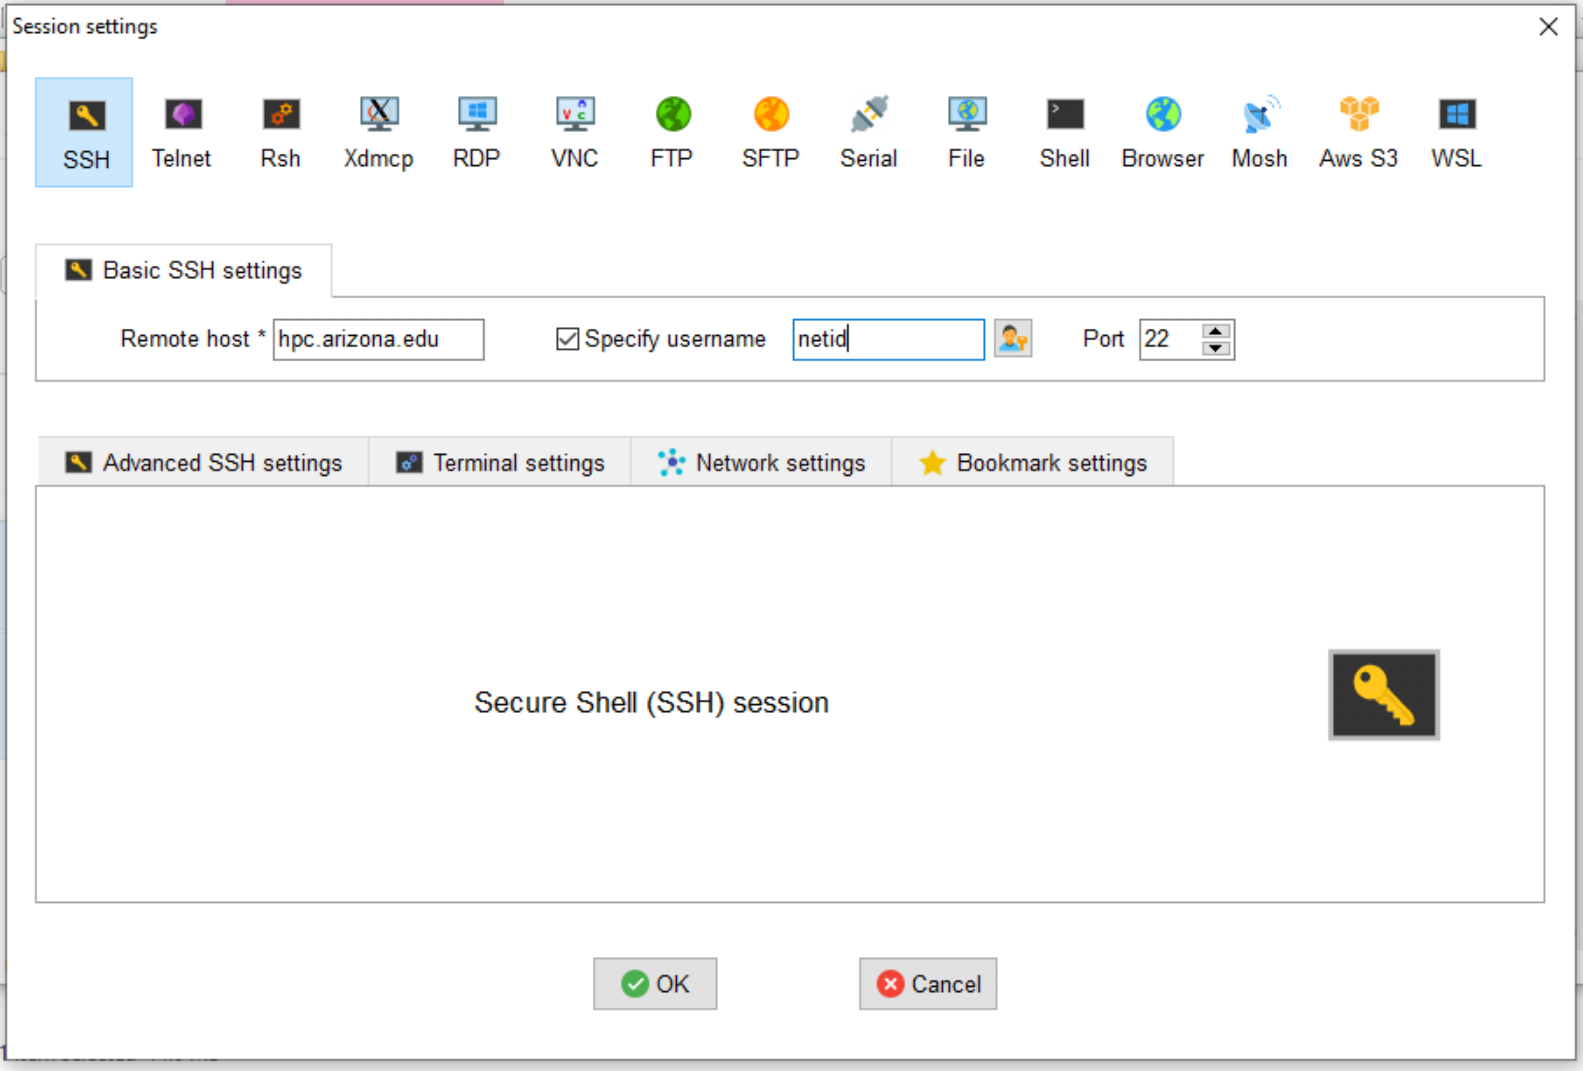 Session settings
SSH Telnet Rsh Xdmcp RDP VNC FTP SFTP Serial File Shell Browser Mosh Aws S3 WSL
Basic SSH settings
Remote host * hpc.arizona.edu Specify username netid Port 22
Advanced SSH settings Terminal settings Network settings Bookmark settings
Secure Shell (SSH) session
OK Cancel